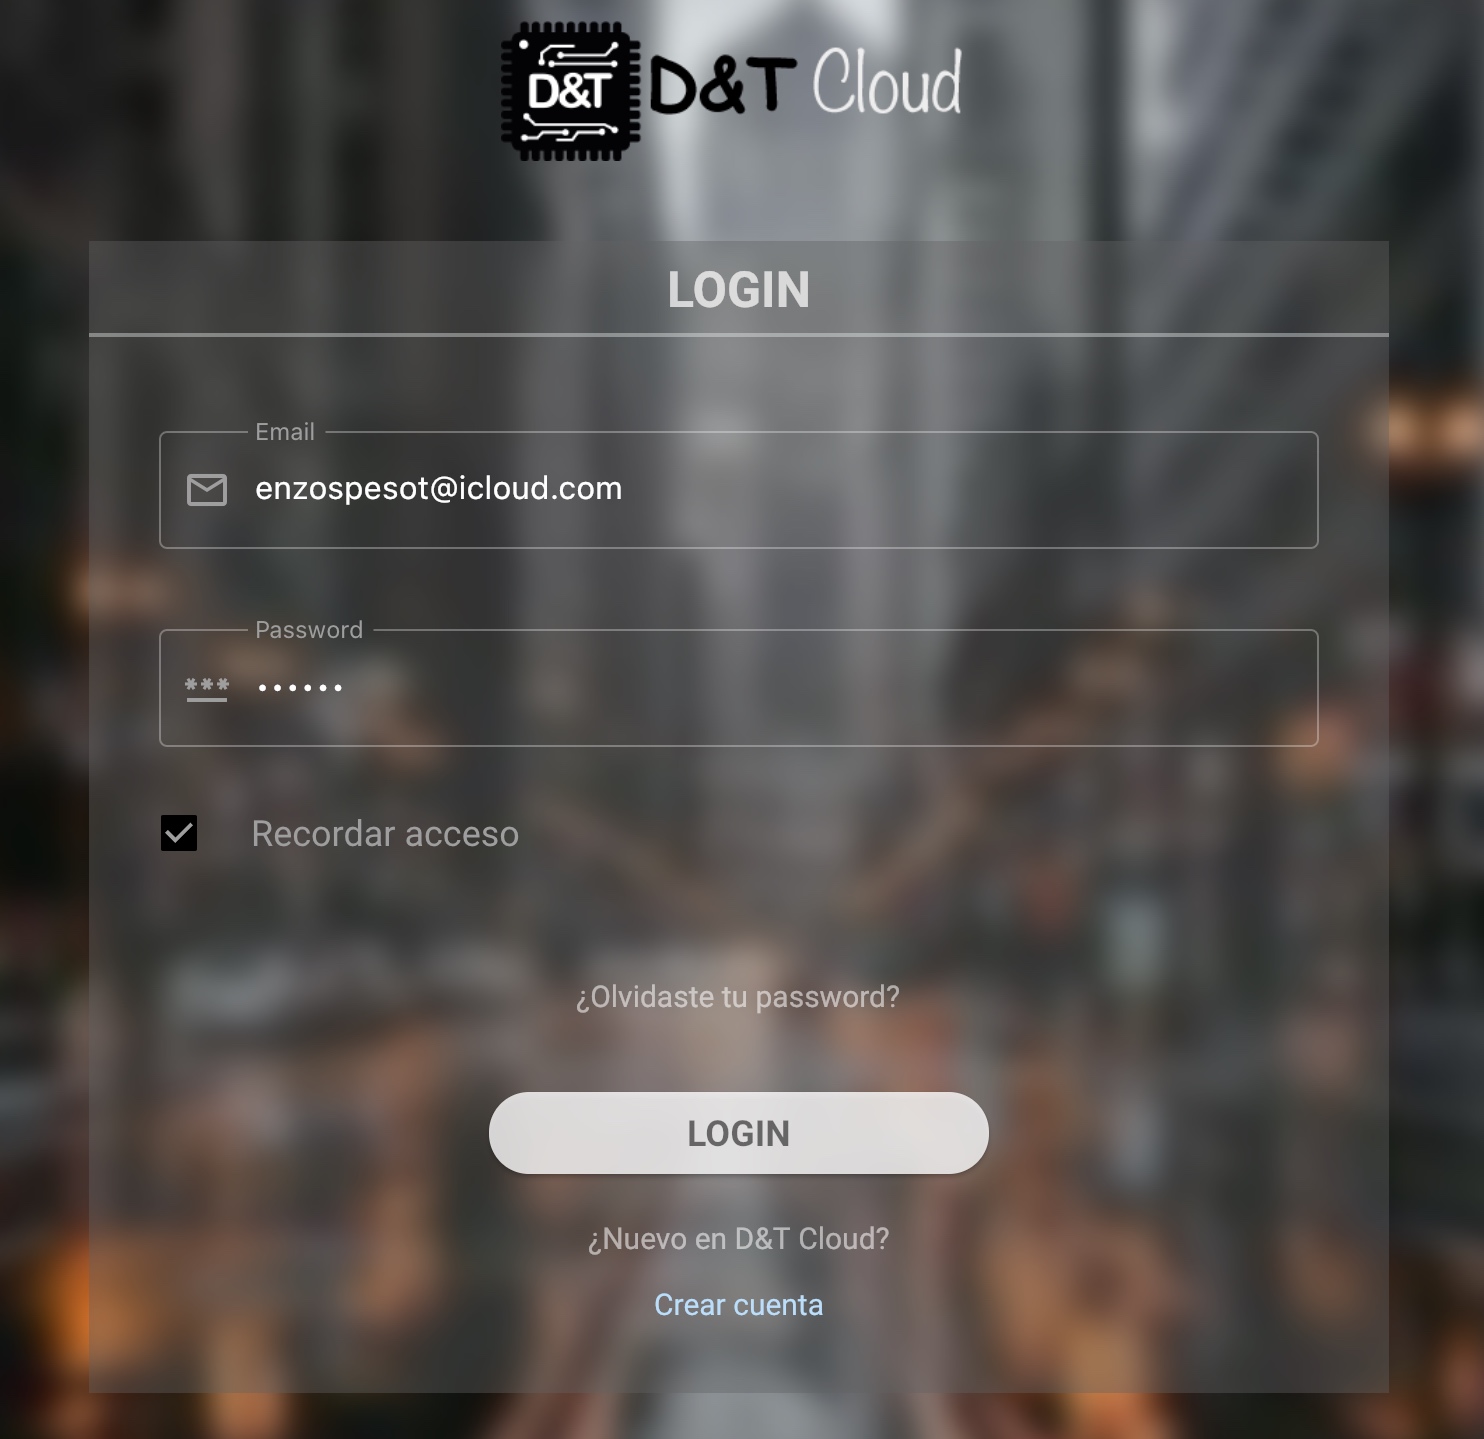 D&T D&T Cloud
LOGIN
Email
enzospesot@icloud.com
Password
••••••
Recordar acceso
¿Olvidaste tu password?
LOGIN
¿Nuevo en D&T Cloud?
Crear cuenta